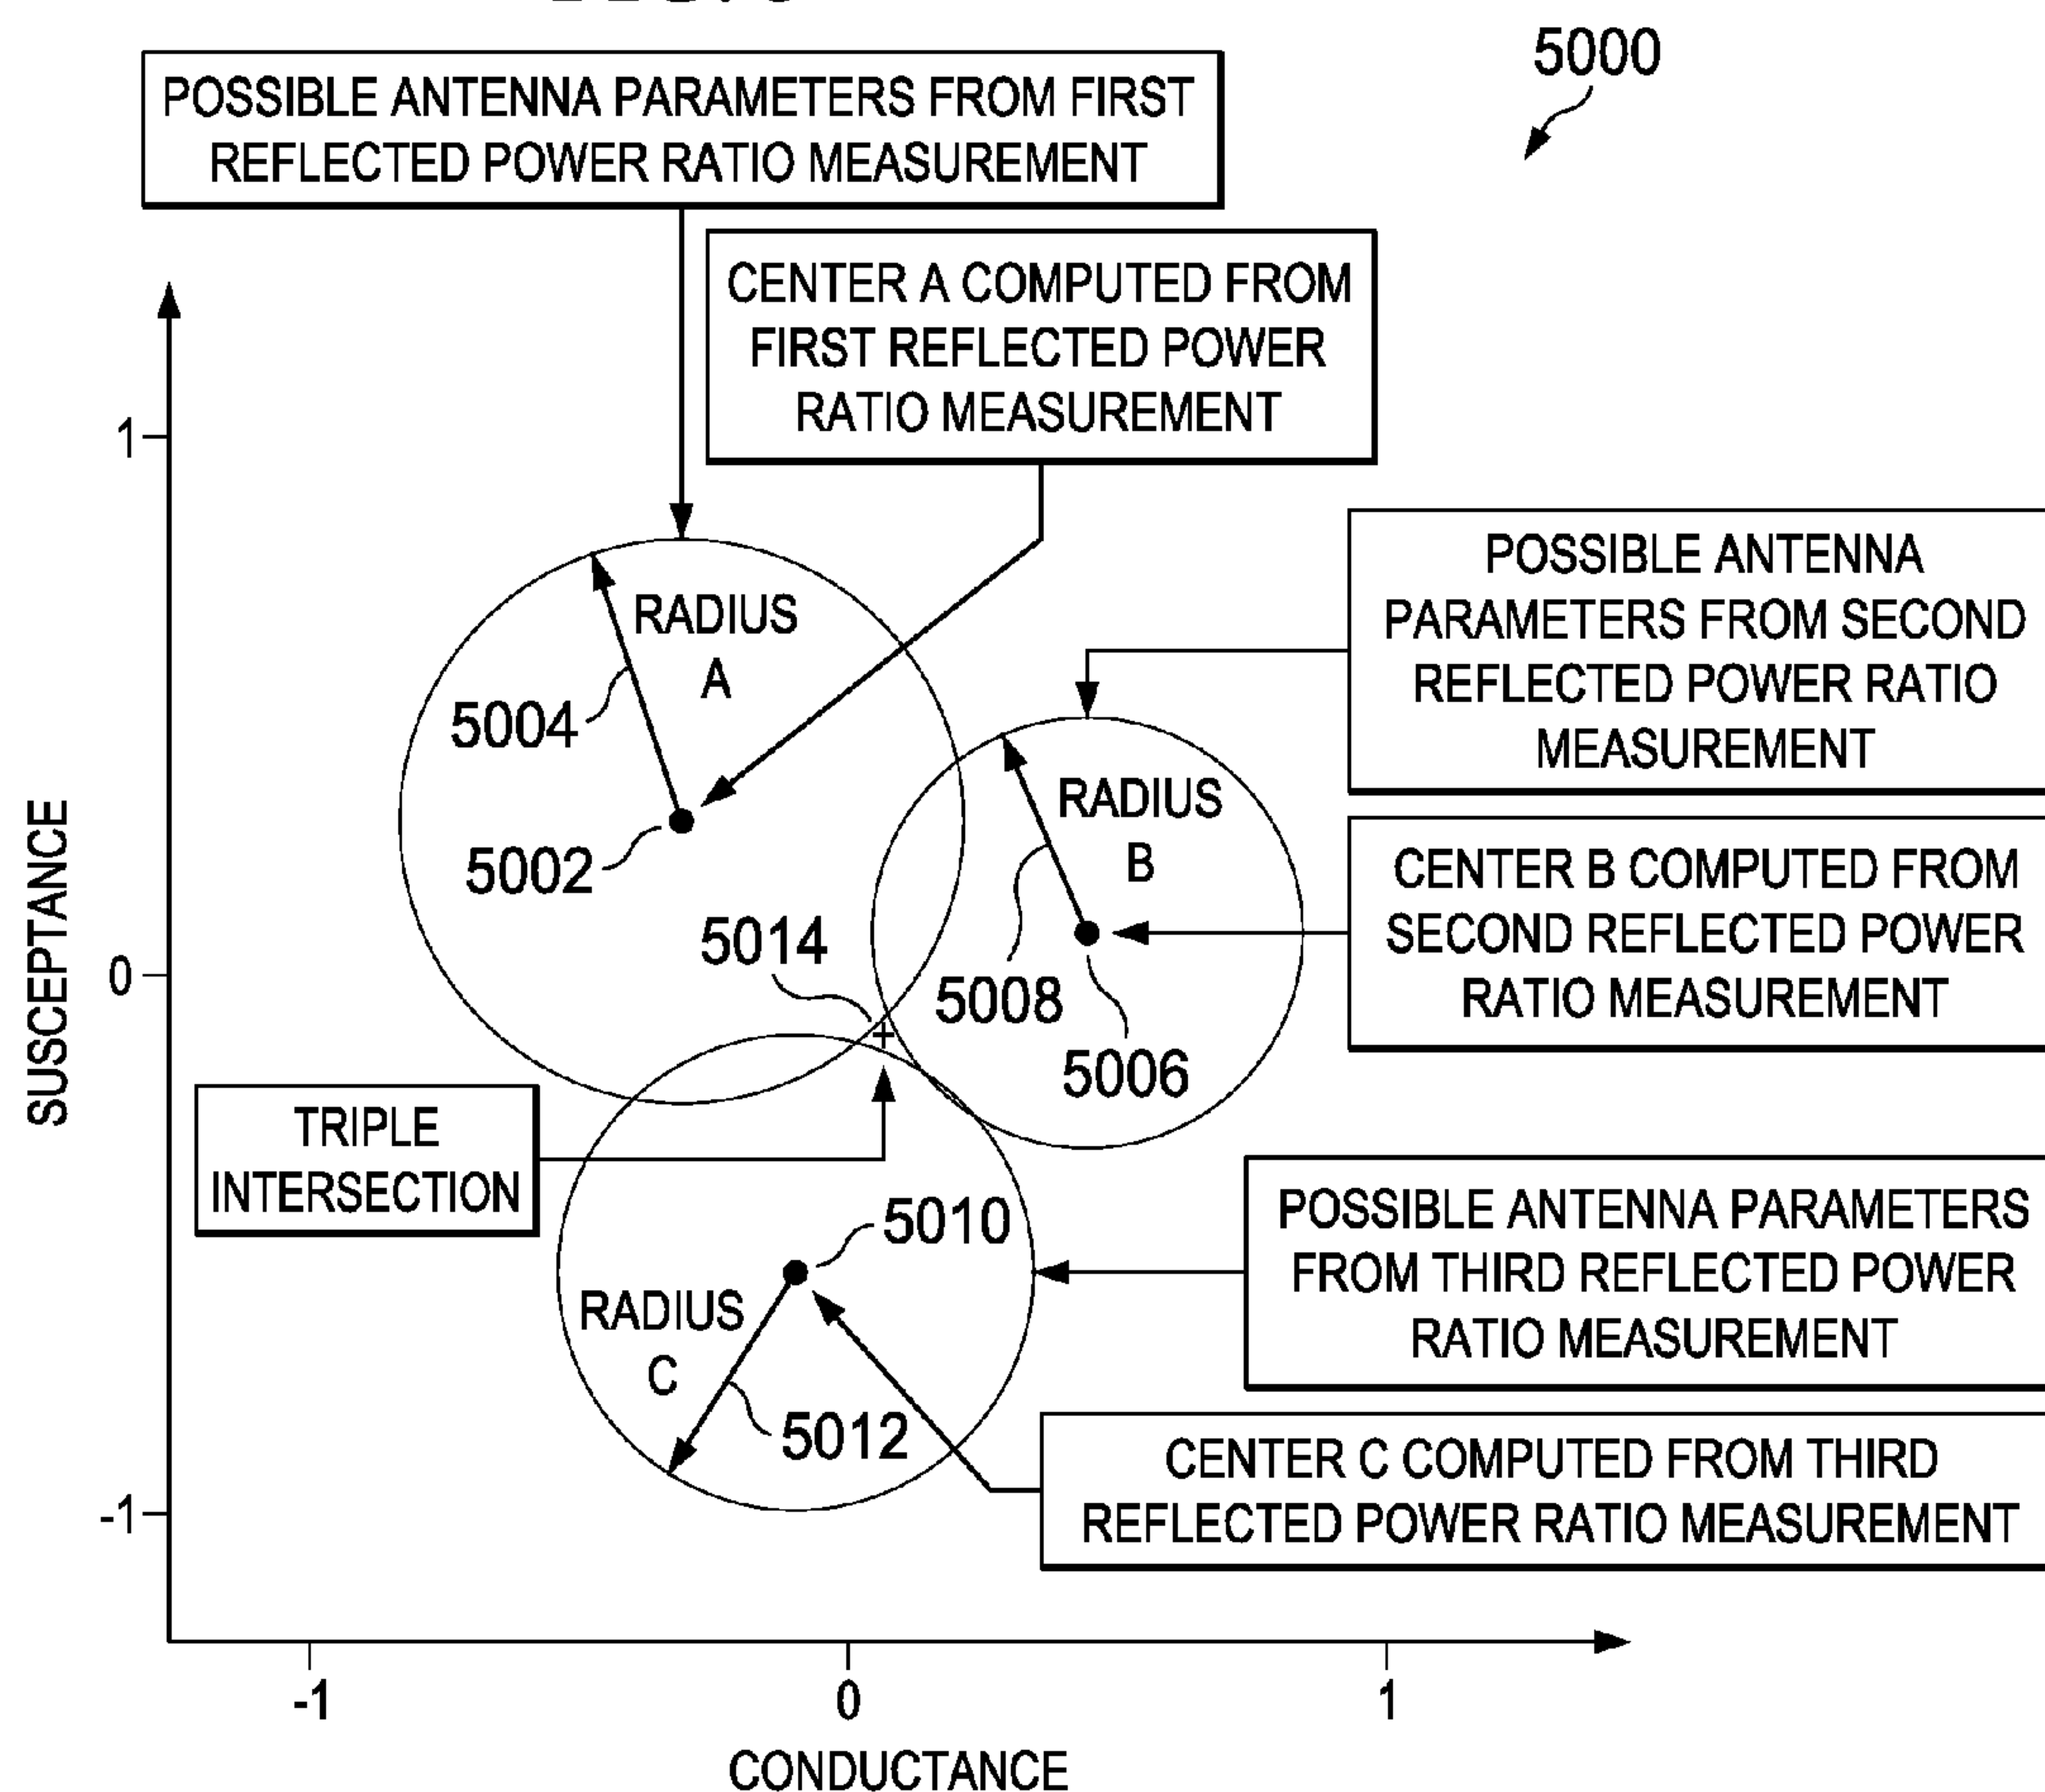 5000
POSSIBLE ANTENNA PARAMETERS FROM FIRST
REFLECTED POWER RATIO MEASUREMENT
CENTER A COMPUTED FROM
FIRST REFLECTED POWER
RATIO MEASUREMENT
1
POSSIBLE ANTENNA
PARAMETERS FROM SECOND
REFLECTED POWER RATIO
MEASUREMENT
RADIUS
A
5004
RADIUS
B
5002
CENTER B COMPUTED FROM
SECOND REFLECTED POWER
RATIO MEASUREMENT
SUSCEPTANCE
0
5014
5008
5006
TRIPLE
INTERSECTION
5010
POSSIBLE ANTENNA PARAMETERS
FROM THIRD REFLECTED POWER
RATIO MEASUREMENT
RADIUS
C
5012
CENTER C COMPUTED FROM THIRD
REFLECTED POWER RATIO MEASUREMENT
-1
-1
0
1
CONDUCTANCE